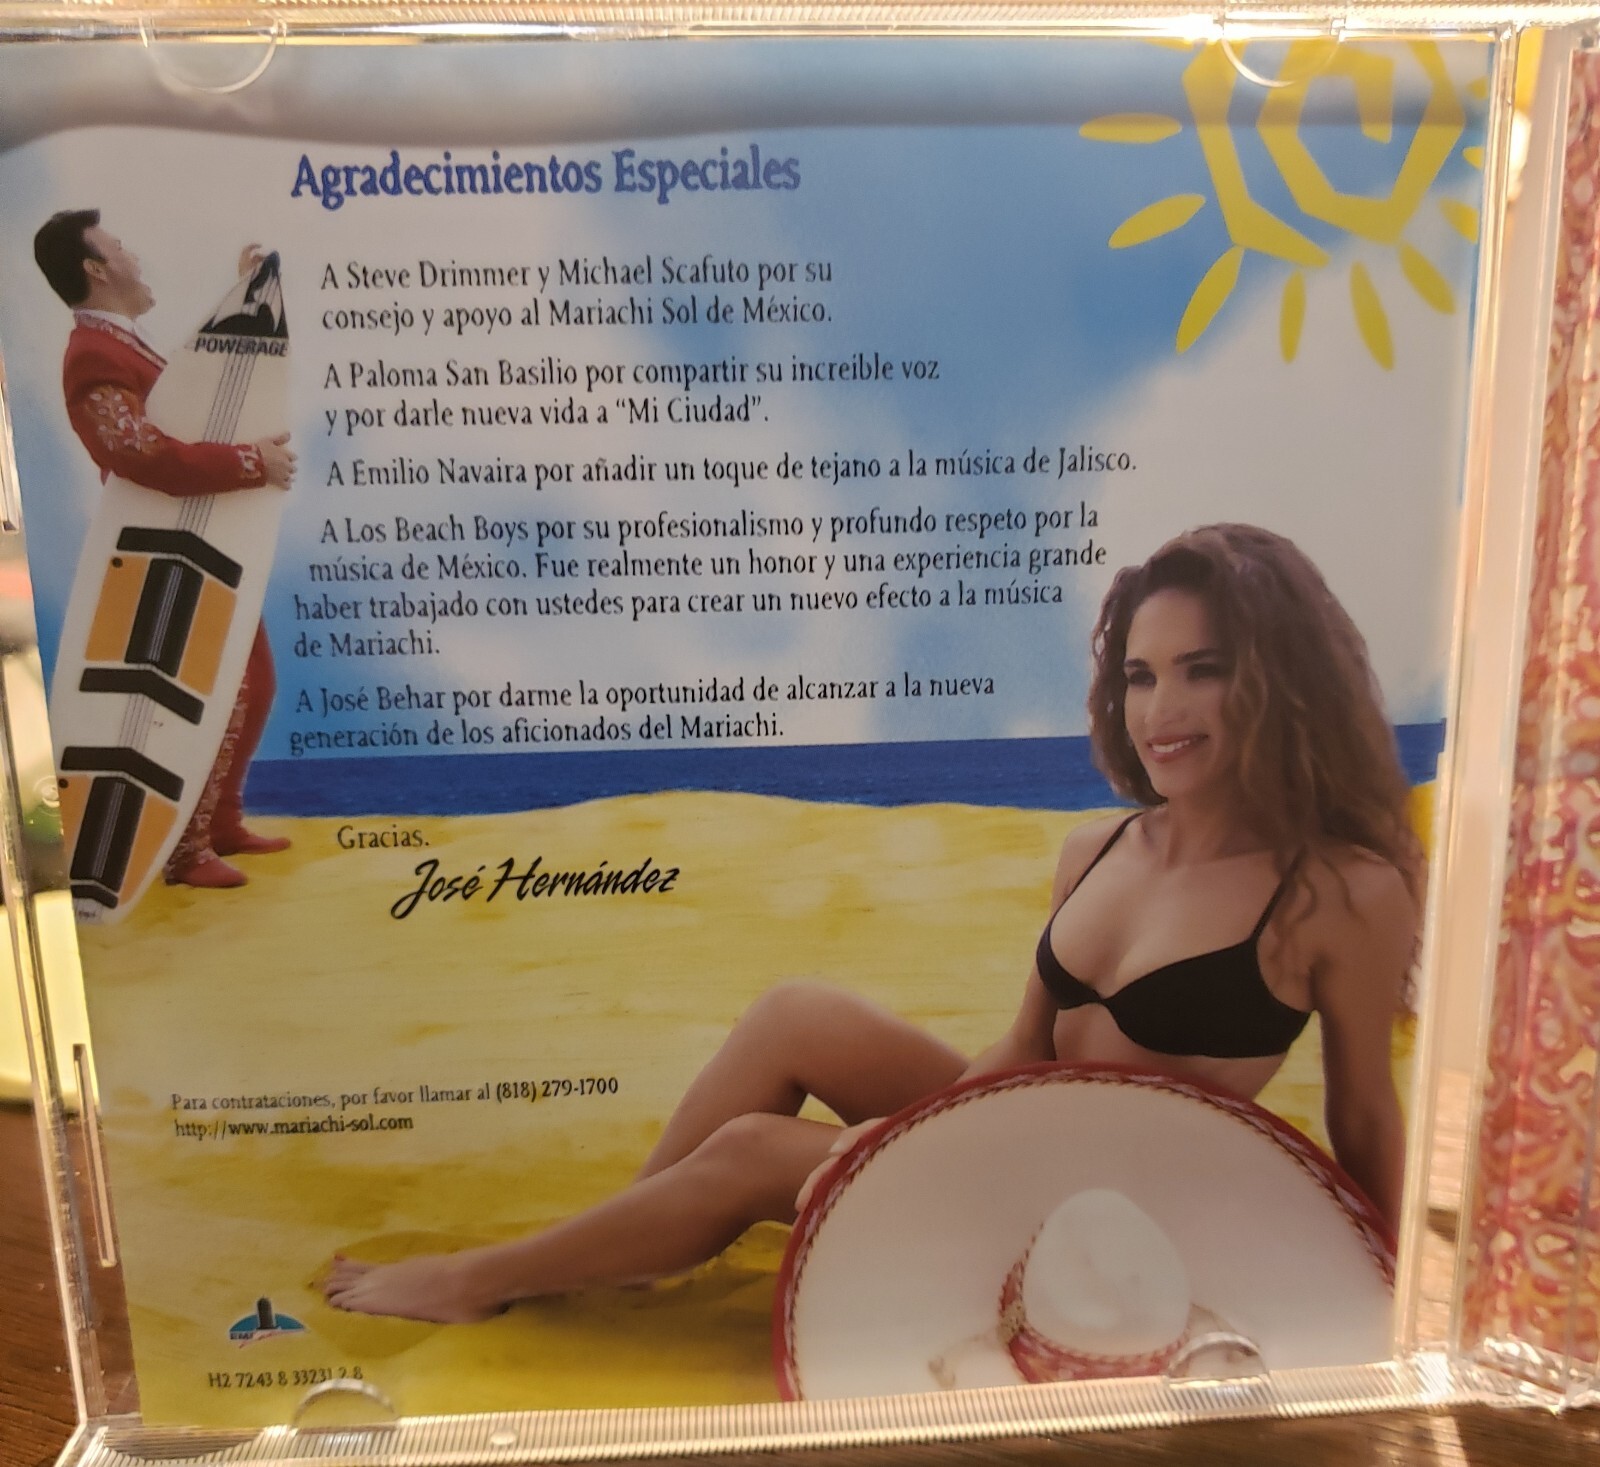 Agradecimientos Especiales
POWERAGE
A Steve Drimmer y Michael Scafuto por su
consejo y apoyo al Mariachi Sol de México.
A Paloma San Basilio por compartir su increible voz
y por darle nueva vida a “Mi Ciudad”.
A Emilio Navaira por añadir un toque de tejano a la música de Jalisco.
A Los Beach Boys por su profesionalismo y profundo respeto por la
música de México. Fue realmente un honor y una experiencia grande
haber trabajado con ustedes para crear un nuevo efecto a la música
de Mariachi.
A José Behar por darme la oportunidad de alcanzar a la nueva
generación de los aficionados del Mariachi.
Gracias.
José Hernández
Para contrataciones, por favor llamar al (818) 279-1700
http://www.mariachi-sol.com
EMI
H2 7243 8 33231 2 8